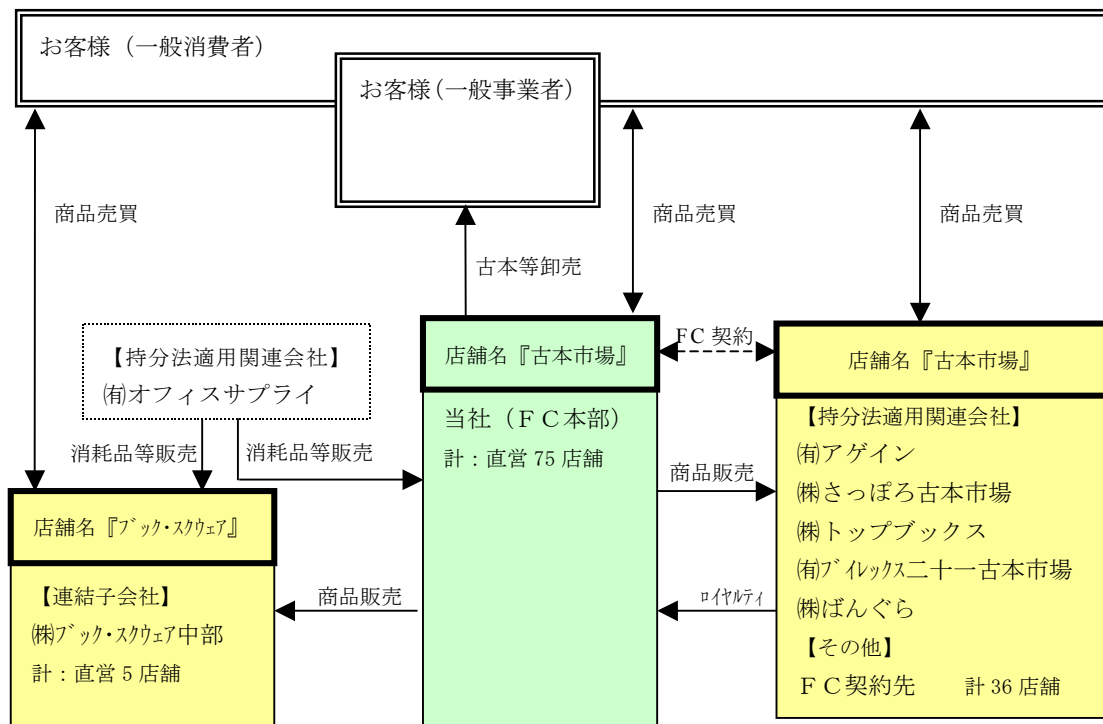 お客様（一般消費者）
お客様（一般事業者）
商品売買
商品売買
商品売買
古本等卸売
【持分法適用関連会社】
㈲オフィスサプライ
店舗名『古本市場』
FC 契約
店舗名『古本市場』
消耗品等販売
消耗品等販売
当社（ＦＣ本部）
計：直営 75 店舗
商品販売
【持分法適用関連会社】
㈲アゲイン
㈱さっぽろ古本市場
㈱トップブックス
㈲ﾌﾞｲﾚｯｸｽ二十一古本市場
㈱ばんぐら
【その他】
ＦＣ契約先　計 36 店舗
ﾛｲﾔﾙﾃｨ
店舗名『ﾌﾞｯｸ･ｽｸｳｪｱ』
【連結子会社】
㈱ﾌﾞｯｸ･ｽｸｳｪｱ中部
計：直営 5 店舗
商品販売